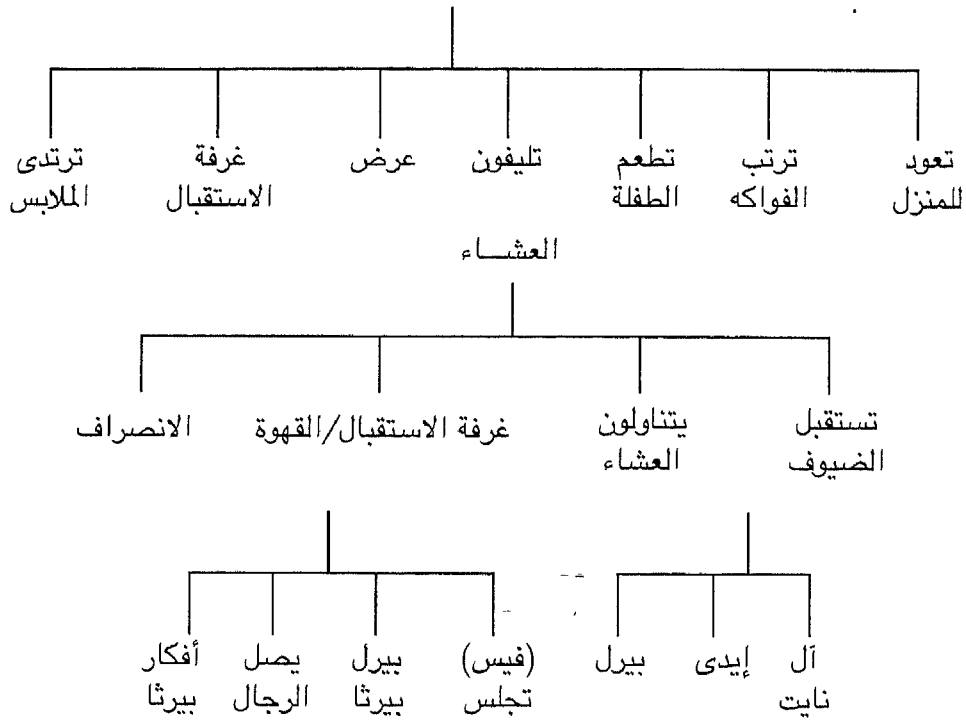 تعود ترتب تطعم تليفون عرض غرفة ترتدى
للمنزل الفواكه الطفلة الاستقبال الملابس
العشاء
تستقبل يتناولون غرفة الاستقبال/القهوة الانصراف
الضيوف العشاء
آل إيدى بيرل (فيس) بيرل يصل أفكار
نايت تجلس بيرثا الرجال بيرثا